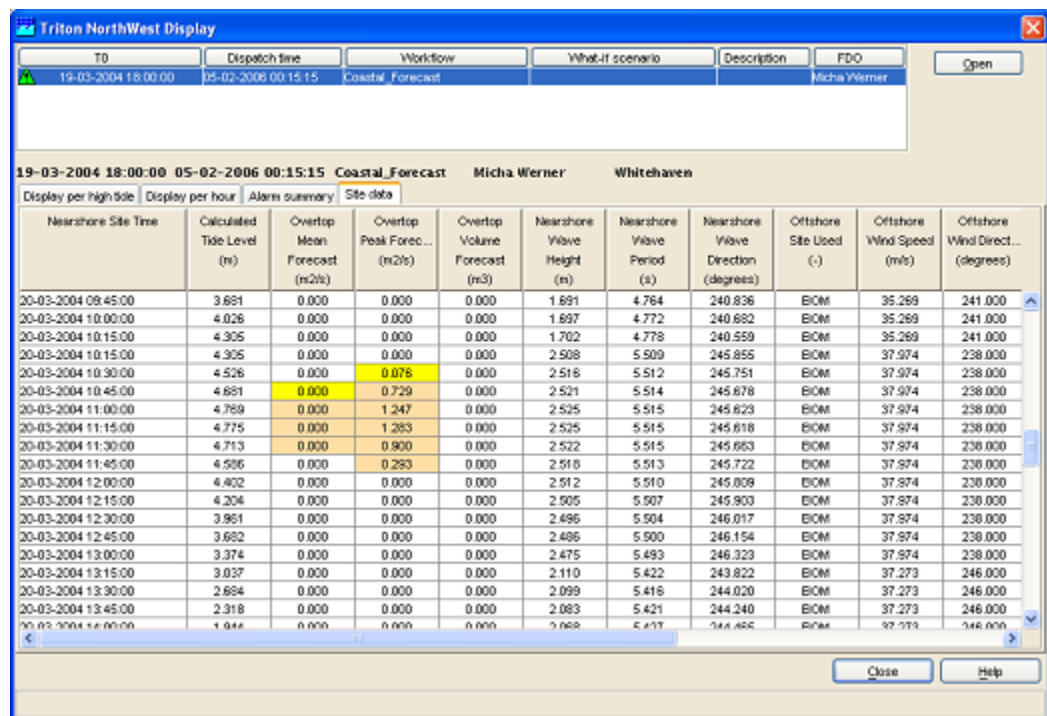 Triton NorthWest Display
T0 Dispatch time Workflow What-if scenario Description FDO
Open
19-03-2004 18:00:00 05-02-2006 00:15:15 Coastal_Forecast Micha Werner
19-03-2004 18:00:00 05-02-2006 00:15:15 Coastal_Forecast Micha Werner Whitehaven
Display per high tide Display per hour Alarm summary Site data
Nearshore Site Time Calculated Overtop Overtop Overtop Nearshore Nearshore Nearshore Offshore Offshore Offshore
Tide Level Mean Peak Forec... Volume Wave Wave Wave Site Used Wind Speed Wind Direct...
(m) Forecast (m2/s) Forecast Height Period Direction (-) (m/s) (degrees)
(m2/s) (m3) (m) (s) (degrees)
20-03-2004 09:45:00 3.681 0.000 0.000 0.000 1.691 4.764 240.836 BIOM 35.269 241.000
20-03-2004 10:00:00 4.026 0.000 0.000 0.000 1.697 4.772 240.682 BIOM 35.269 241.000
20-03-2004 10:15:00 4.305 0.000 0.000 0.000 1.702 4.778 240.559 BIOM 35.269 241.000
20-03-2004 10:15:00 4.305 0.000 0.000 0.000 2.508 5.509 245.855 BIOM 37.974 238.000
20-03-2004 10:30:00 4.526 0.000 0.076 0.000 2.516 5.512 245.751 BIOM 37.974 238.000
20-03-2004 10:45:00 4.681 0.000 0.729 0.000 2.521 5.514 245.678 BIOM 37.974 238.000
20-03-2004 11:00:00 4.769 0.000 1.247 0.000 2.525 5.515 245.623 BIOM 37.974 238.000
20-03-2004 11:15:00 4.775 0.000 1.283 0.000 2.525 5.515 245.618 BIOM 37.974 238.000
20-03-2004 11:30:00 4.713 0.000 0.900 0.000 2.522 5.515 245.663 BIOM 37.974 238.000
20-03-2004 11:45:00 4.586 0.000 0.293 0.000 2.518 5.513 245.722 BIOM 37.974 238.000
20-03-2004 12:00:00 4.402 0.000 0.000 0.000 2.512 5.510 245.809 BIOM 37.974 238.000
20-03-2004 12:15:00 4.204 0.000 0.000 0.000 2.505 5.507 245.903 BIOM 37.974 238.000
20-03-2004 12:30:00 3.961 0.000 0.000 0.000 2.496 5.504 246.017 BIOM 37.974 238.000
20-03-2004 12:45:00 3.682 0.000 0.000 0.000 2.486 5.500 246.154 BIOM 37.974 238.000
20-03-2004 13:00:00 3.374 0.000 0.000 0.000 2.475 5.493 246.323 BIOM 37.974 238.000
20-03-2004 13:15:00 3.037 0.000 0.000 0.000 2.110 5.422 243.822 BIOM 37.273 246.000
20-03-2004 13:30:00 2.684 0.000 0.000 0.000 2.099 5.416 244.020 BIOM 37.273 246.000
20-03-2004 13:45:00 2.318 0.000 0.000 0.000 2.083 5.421 244.240 BIOM 37.273 246.000
20-03-2004 14:00:00 1.944 0.000 0.000 0.000 2.068 5.427 244.485 BIOM 37.273 246.000
Close Help